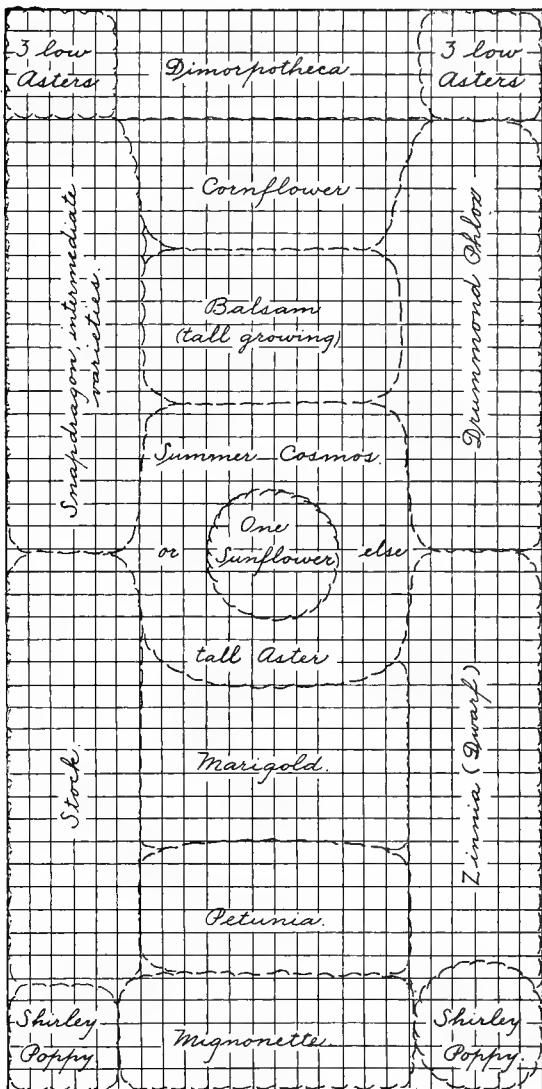 3 low
Asters
Dimorpotheca
3 low
Asters
Cornflower
Snapdragon intermediate
varieties.
Drummond Phlox
Balsam
(tall growing)
Summer Cosmos.
One
or Sunflower else
tall Aster
Marigold.
Stock.
Zinnia (Dwarf)
Petunia.
Shirley
Poppy.
Mignonette
Shirley
Poppy.